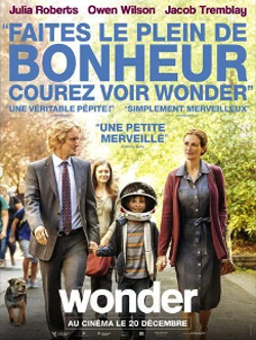 Julia Roberts Owen Wilson Jacob Tremblay
"FAITES LE PLEIN DE
BONHEUR
COUREZ VOIR WONDER"
"UNE VÉRITABLE PÉPITE!" "SIMPLEMENT MERVEILLEUX"
"UNE PETITE
MERVEILLE"
wonder
AU CINÉMA LE 20 DÉCEMBRE